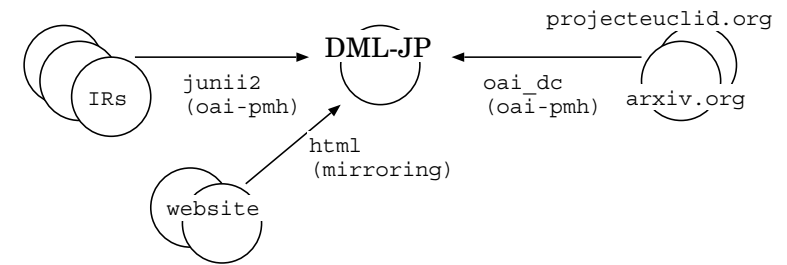 projecteuclid.org
DML-JP
junii2
(oai-pmh)
oai_dc
(oai-pmh)
IRs
arxiv.org
html
(mirroring)
website